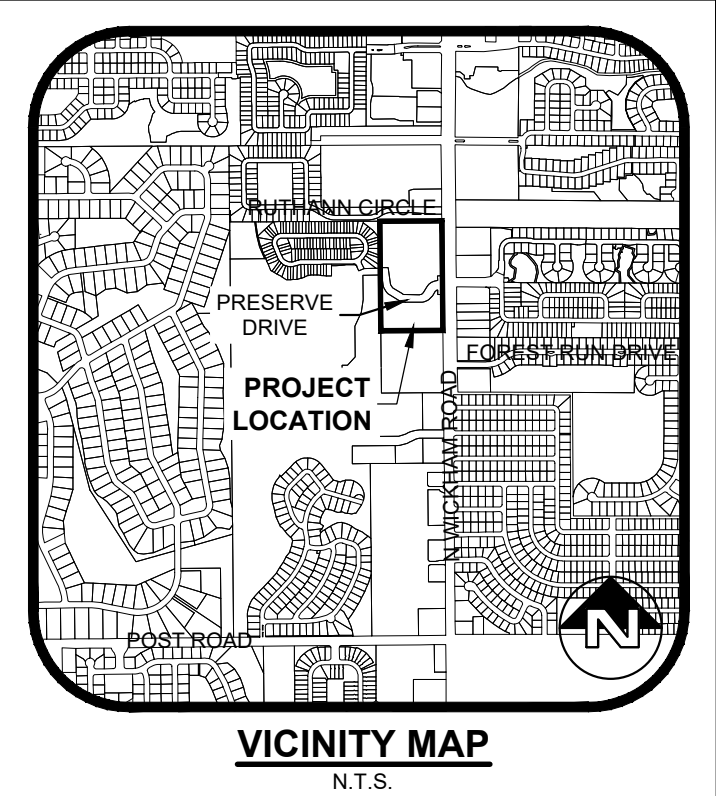 RUTHANN CIRCLE
PRESERVE
DRIVE
FOREST RUN DRIVE
PROJECT
LOCATION
N WICKHAM ROAD
POST ROAD
N
VICINITY MAP
N.T.S.